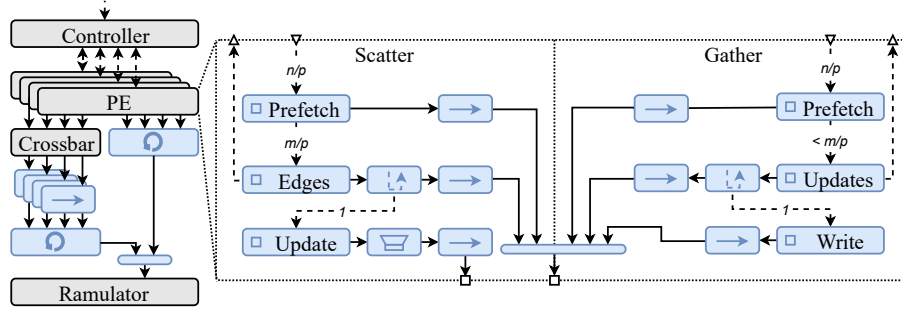 Controller
PE
Crossbar
Ramulator
Scatter
n/p
Prefetch
m/p
Edges
1
Update
Gather
n/p
Prefetch
< m/p
Updates
1
Write